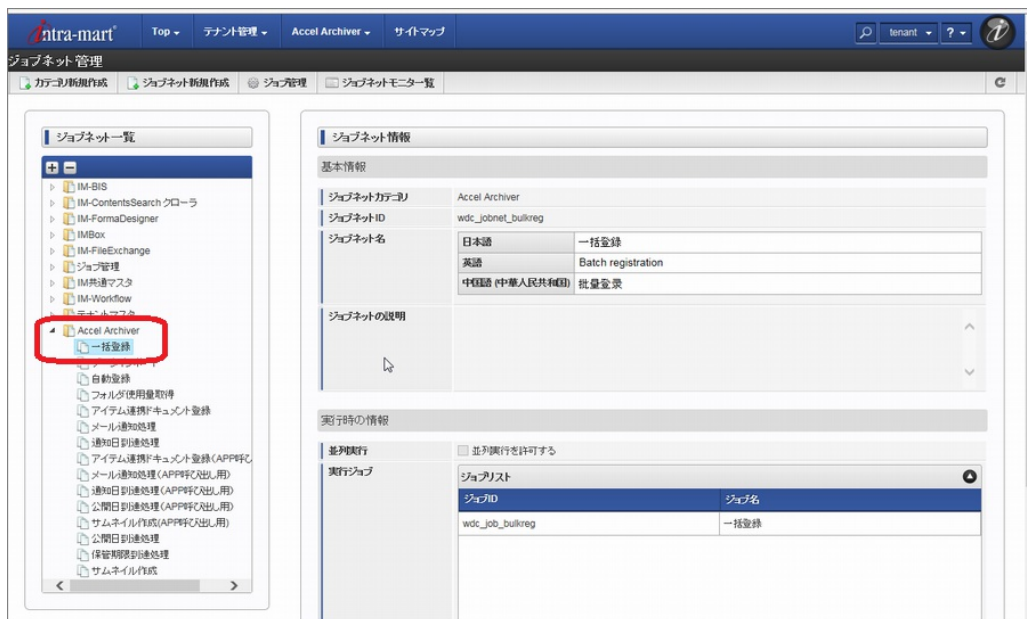 intra-mart
Top テナント管理 Accel Archiver サイトマップ tenant ?
ジョブネット管理
カテゴリ新規作成 ジョブネット新規作成 ジョブ管理 ジョブネットモニター覧
ジョブネット一覧
IM-BIS
IM-ContentsSearch クローラ
IM-FormaDesigner
IMBox
IM-FileExchange
ジョブ管理
IM共通マスタ
IM-Workflow
テナントマスタ
Accel Archiver
一括登録
自動登録
フォルダ使用量取得
アイテム連携ドキュメント登録
メール通知処理
通知日到達処理
アイテム連携ドキュメント登録(APP呼び
メール通知処理(APP呼び出し用)
通知日到達処理(APP呼び出し用)
公開日到達処理(APP呼び出し用)
サムネイル作成(APP呼び出し用)
公開日到達処理
保管期限到達処理
サムネイル作成
ジョブネット情報
基本情報
ジョブネットカテゴリ Accel Archiver
ジョブネットID wdc_jobnet_bulkreg
ジョブネット名
日本語 一括登録
英語 Batch registration
中国語 (中華人民共和国) 批量登录
ジョブネットの説明
実行時の情報
並列実行 並列実行を許可する
実行ジョブ
ジョブリスト
ジョブID ジョブ名
wdc_job_bulkreg 一括登録